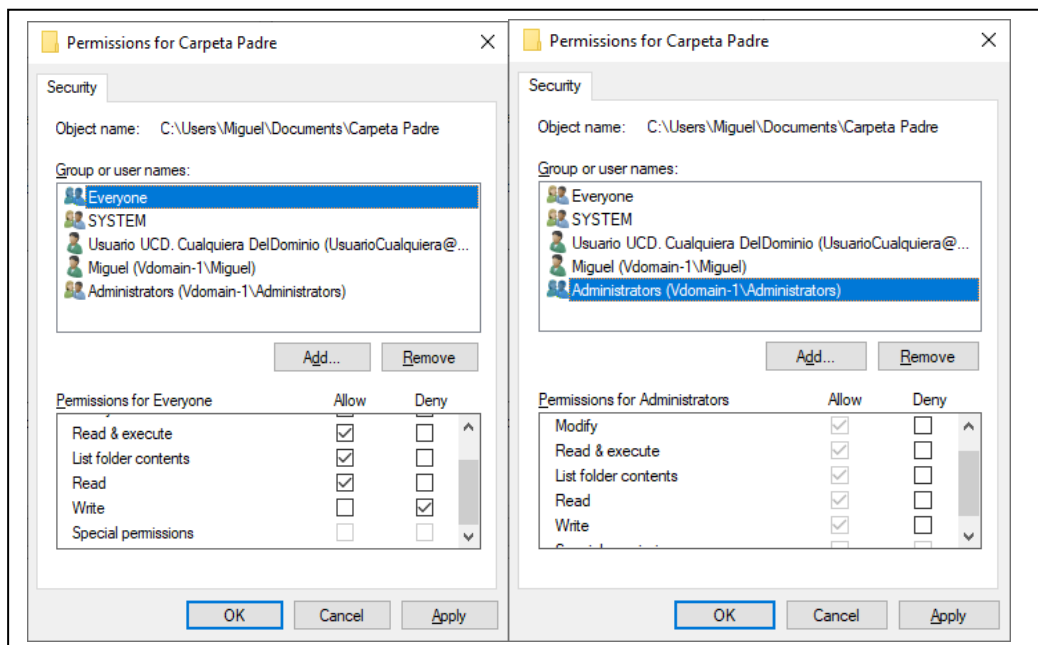 Permissions for Carpeta Padre
Security
Object name: C:\Users\Miguel\Documents\Carpeta Padre
Group or user names:
Everyone
SYSTEM
Usuario UCD. Cualquiera DelDominio (UsuarioCualquiera@...
Miguel (Vdomain-1\Miguel)
Administrators (Vdomain-1\Administrators)
Add... Remove
Permissions for Everyone Allow Deny
Read & execute
List folder contents
Read
Write
Special permissions
OK Cancel Apply
Permissions for Carpeta Padre
Security
Object name: C:\Users\Miguel\Documents\Carpeta Padre
Group or user names:
Everyone
SYSTEM
Usuario UCD. Cualquiera DelDominio (UsuarioCualquiera@...
Miguel (Vdomain-1\Miguel)
Administrators (Vdomain-1\Administrators)
Add... Remove
Permissions for Administrators Allow Deny
Modify
Read & execute
List folder contents
Read
Write
OK Cancel Apply